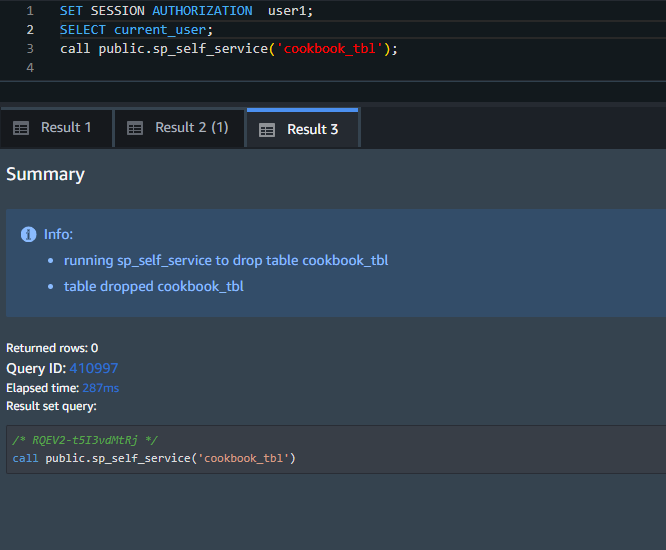 1 SET SESSION AUTHORIZATION  user1;
2 SELECT current_user;
3 call public.sp_self_service('cookbook_tbl');
4
Result 1 Result 2 (1) Result 3
Summary
Info:
• running sp_self_service to drop table cookbook_tbl
• table dropped cookbook_tbl
Returned rows: 0
Query ID: 410997
Elapsed time: 287ms
Result set query:
/* RQEV2-t5I3vdMtRj */
call public.sp_self_service('cookbook_tbl')